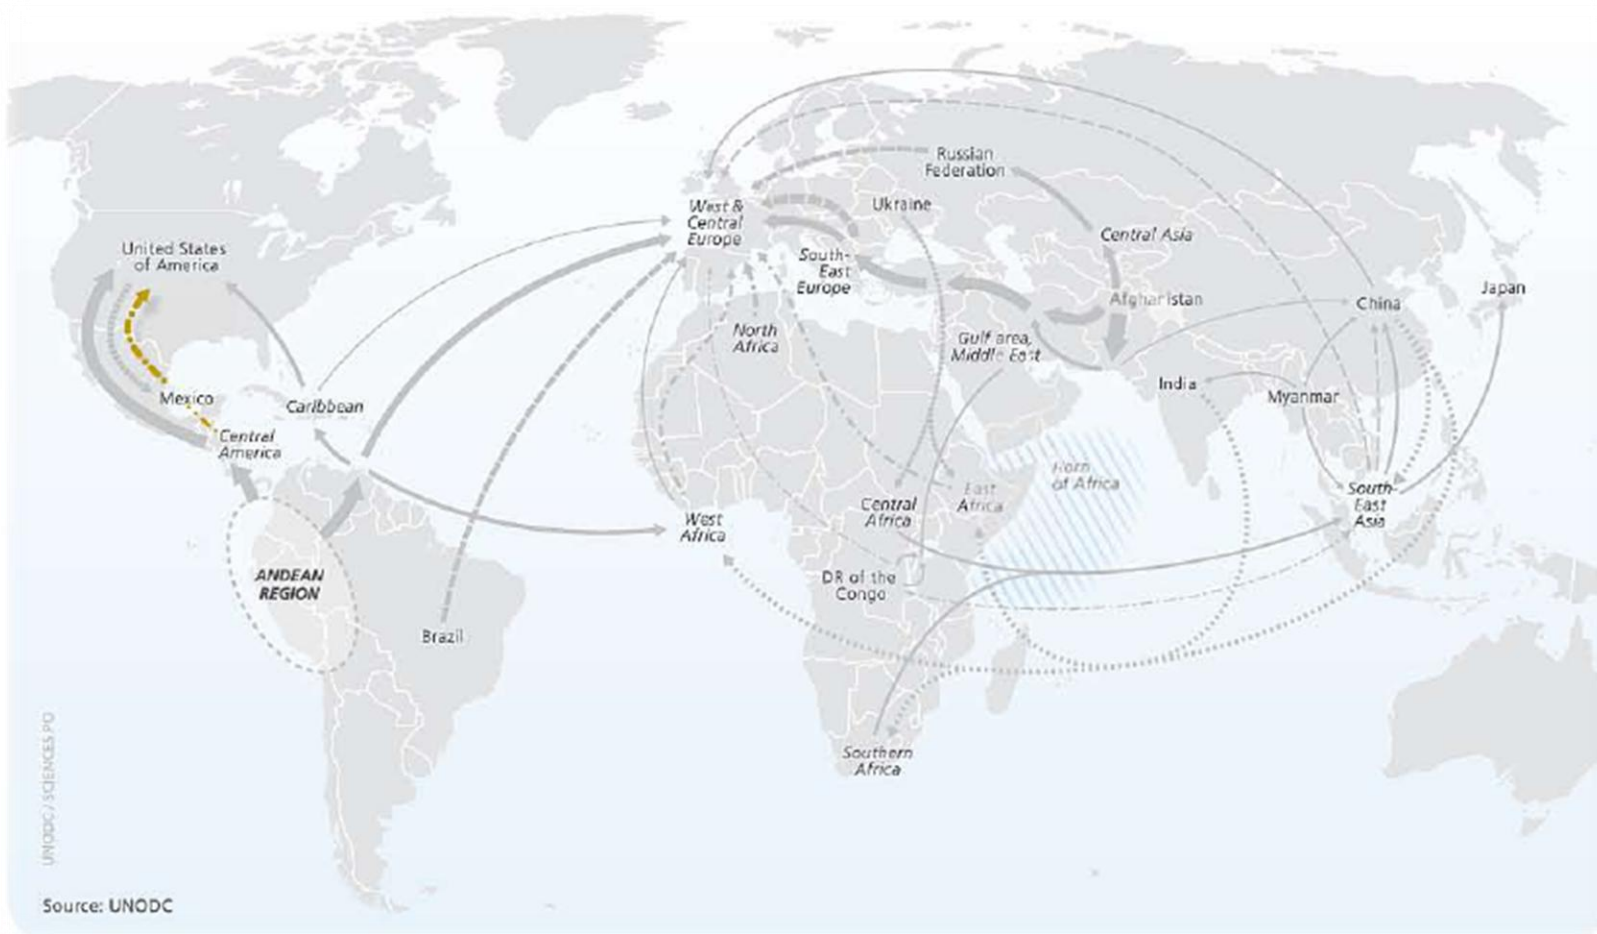 Russian
Federation
West &
Central
Europe
Ukraine
Central Asia
United States
of America
South-
East
Europe
Afghanistan
China
Japan
North
Africa
Gulf area,
Middle East
India
Mexico
Caribbean
Myanmar
Central
America
Horn
of Africa
West
Africa
Central
Africa
East
Africa
South-
East
Asia
ANDEAN
REGION
DR of the
Congo
Brazil
Southern
Africa
UNODC / SCIENCES PO
Source: UNODC